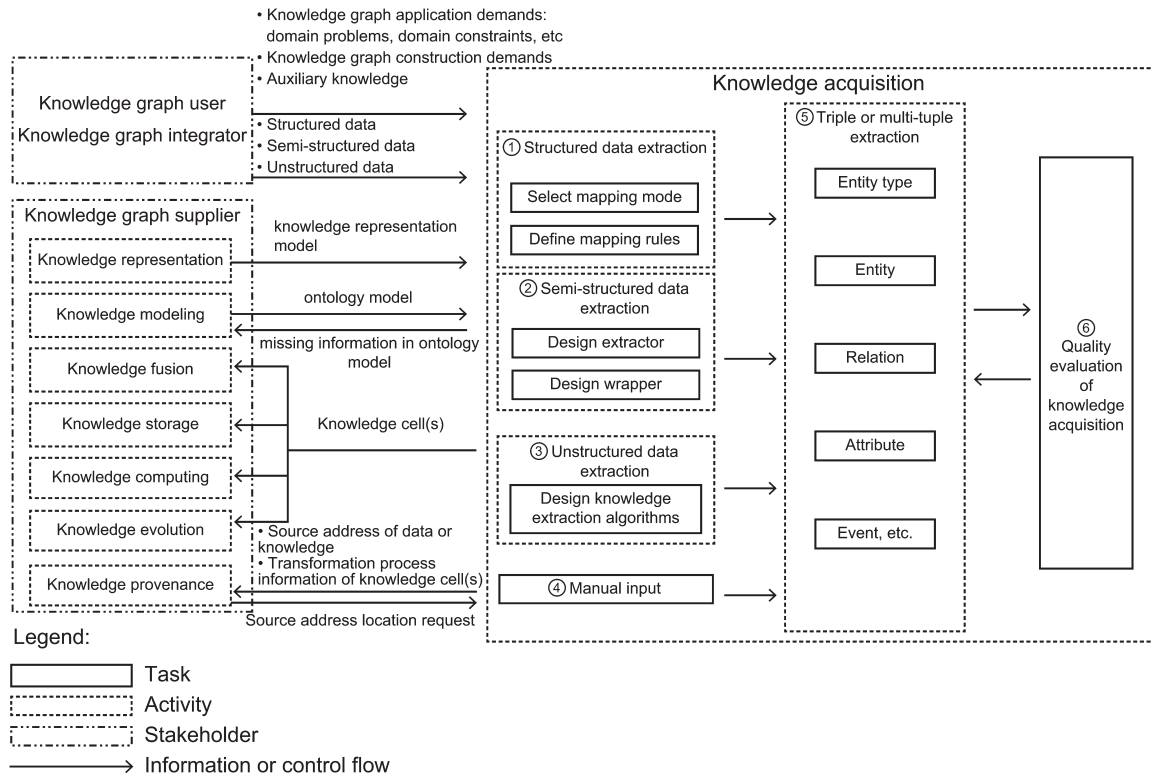 • Knowledge graph application demands:
domain problems, domain constraints, etc
• Knowledge graph construction demands
• Auxiliary knowledge
Knowledge graph user
Knowledge graph integrator
• Structured data
• Semi-structured data
• Unstructured data
Knowledge graph supplier
Knowledge representation
knowledge representation
model
Knowledge modeling
ontology model
missing information in ontology
model
Knowledge fusion
Knowledge storage
Knowledge cell(s)
Knowledge computing
Knowledge evolution
• Source address of data or
knowledge
• Transformation process
information of knowledge cell(s)
Knowledge provenance
Source address location request
Knowledge acquisition
① Structured data extraction
Select mapping mode
Define mapping rules
② Semi-structured data
extraction
Design extractor
Design wrapper
③ Unstructured data
extraction
Design knowledge
extraction algorithms
④ Manual input
⑤ Triple or multi-tuple
extraction
Entity type
Entity
Relation
Attribute
Event, etc.
⑥
Quality
evaluation
of
knowledge
acquisition
Legend:
Task
Activity
Stakeholder
Information or control flow